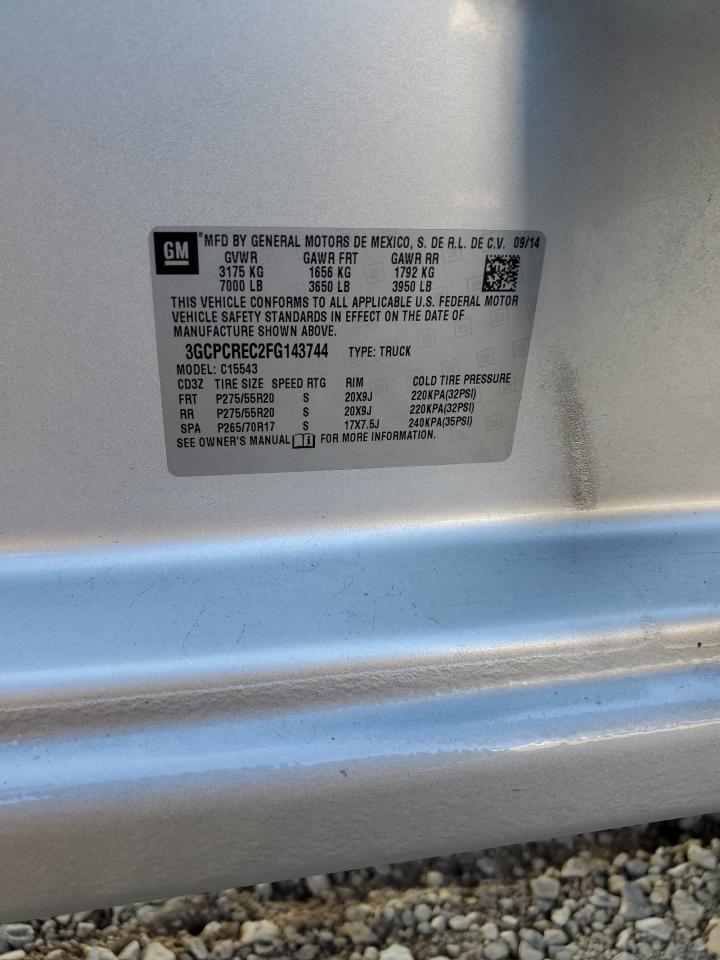 GM
®MFD BY GENERAL MOTORS DE MEXICO, S. DE R.L. DE C.V. 09/14
GVWR GAWR FRT GAWR RR
3175 KG 1656 KG 1792 KG
7000 LB 3650 LB 3950 LB
THIS VEHICLE CONFORMS TO ALL APPLICABLE U.S. FEDERAL MOTOR
VEHICLE SAFETY STANDARDS IN EFFECT ON THE DATE OF
MANUFACTURE SHOWN ABOVE.
3GCPCREC2FG143744 TYPE: TRUCK
MODEL: C15543
CD3Z TIRE SIZE SPEED RTG RIM COLD TIRE PRESSURE
FRT P275/55R20 S 20X9J 220KPA(32PSI)
RR P275/55R20 S 20X9J 220KPA(32PSI)
SPA P265/70R17 S 17X7.5J 240KPA(35PSI)
SEE OWNER'S MANUAL i FOR MORE INFORMATION.